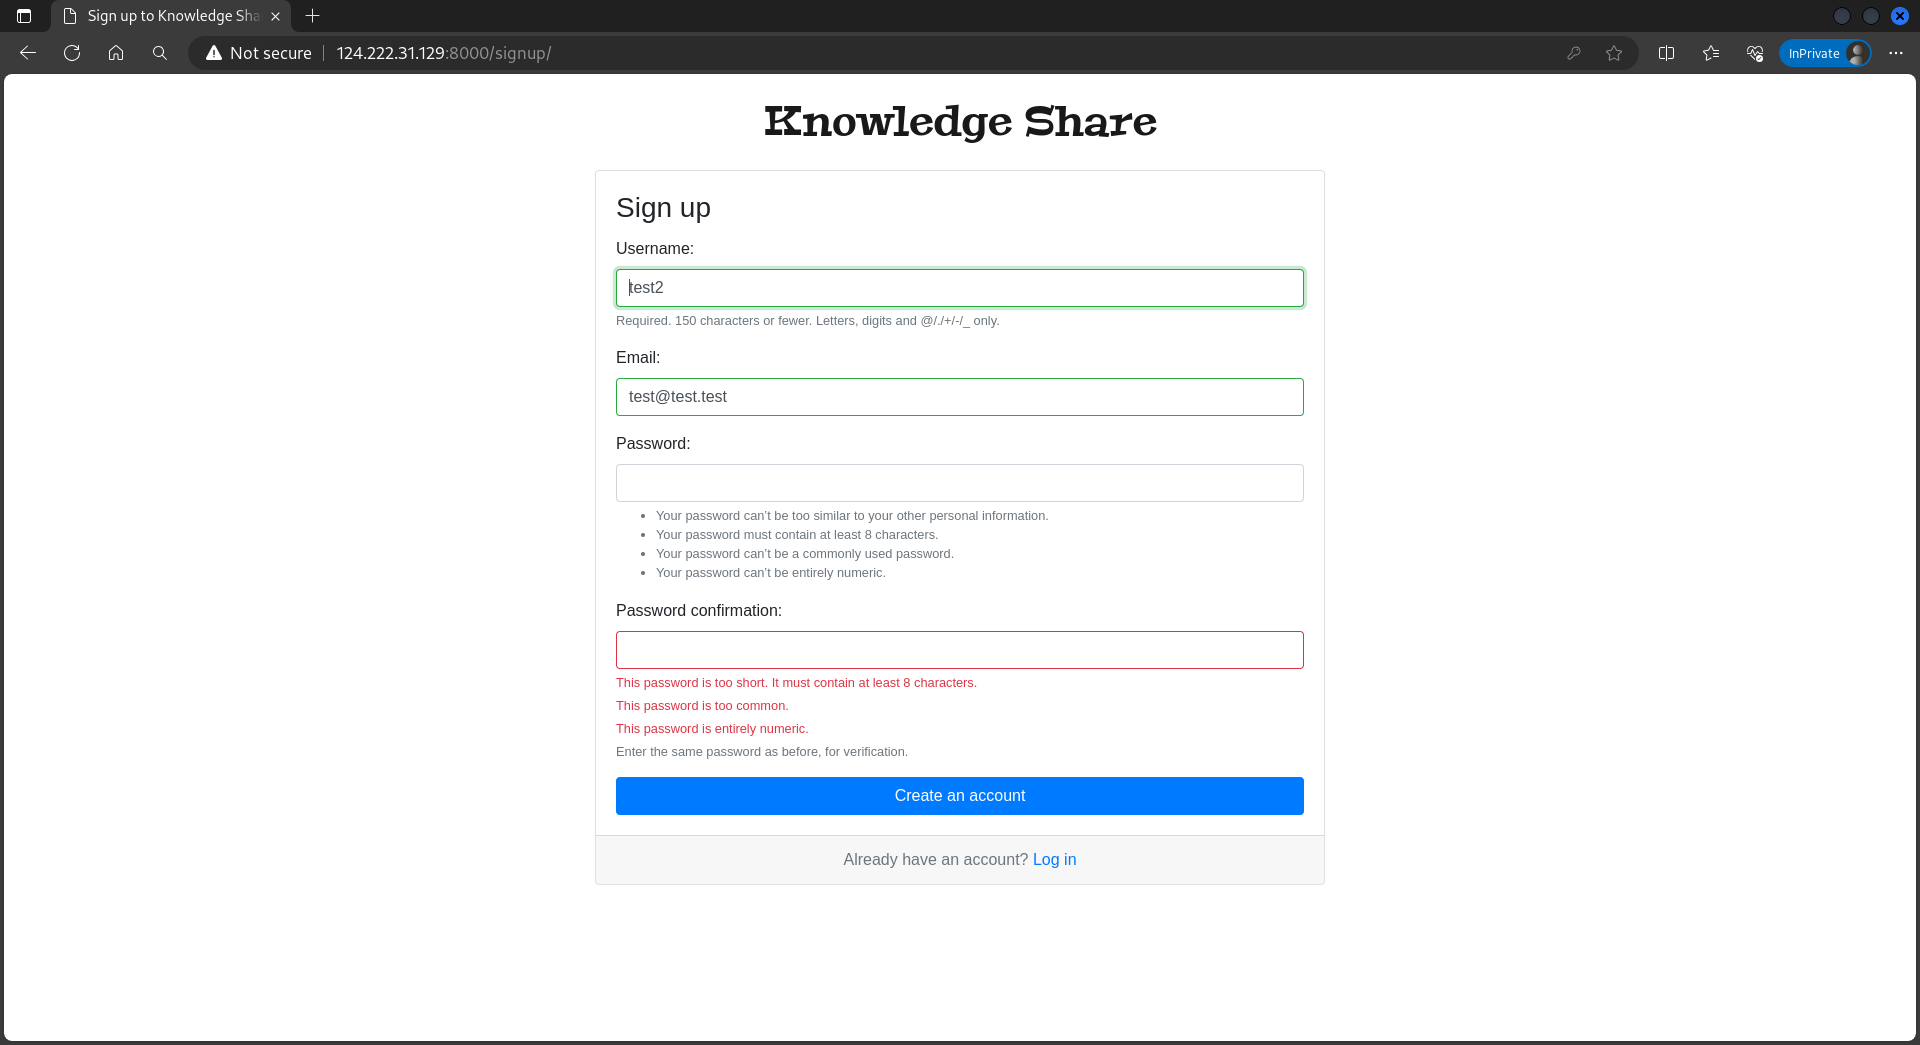 Sign up to Knowledge Sha
Not secure
124.222.31.129:8000/signup/
InPrivate
Knowledge Share
Sign up
Username:
test2
Required. 150 characters or fewer. Letters, digits and @/./+/-/_ only.
Email:
test@test.test
Password:
Your password can’t be too similar to your other personal information.
Your password must contain at least 8 characters.
Your password can’t be a commonly used password.
Your password can’t be entirely numeric.
Password confirmation:
This password is too short. It must contain at least 8 characters.
This password is too common.
This password is entirely numeric.
Enter the same password as before, for verification.
Create an account
Already have an account? Log in